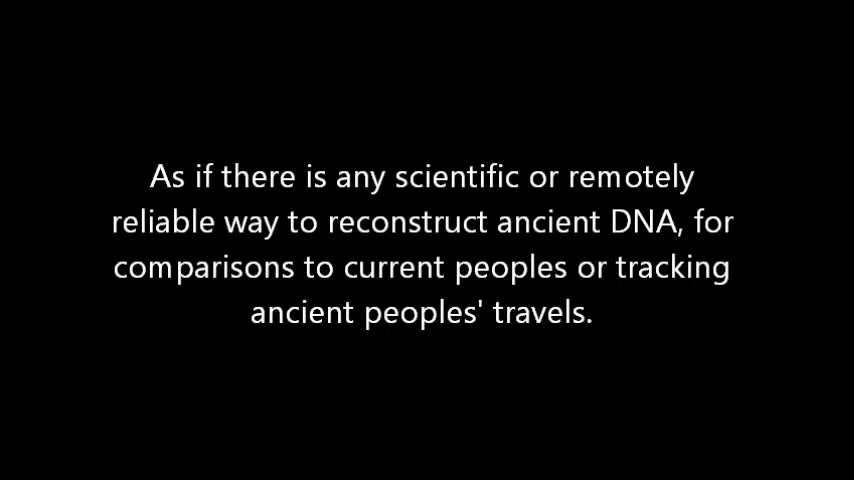 As if there is any scientific or remotely
reliable way to reconstruct ancient DNA, for
comparisons to current peoples or tracking
ancient peoples' travels.